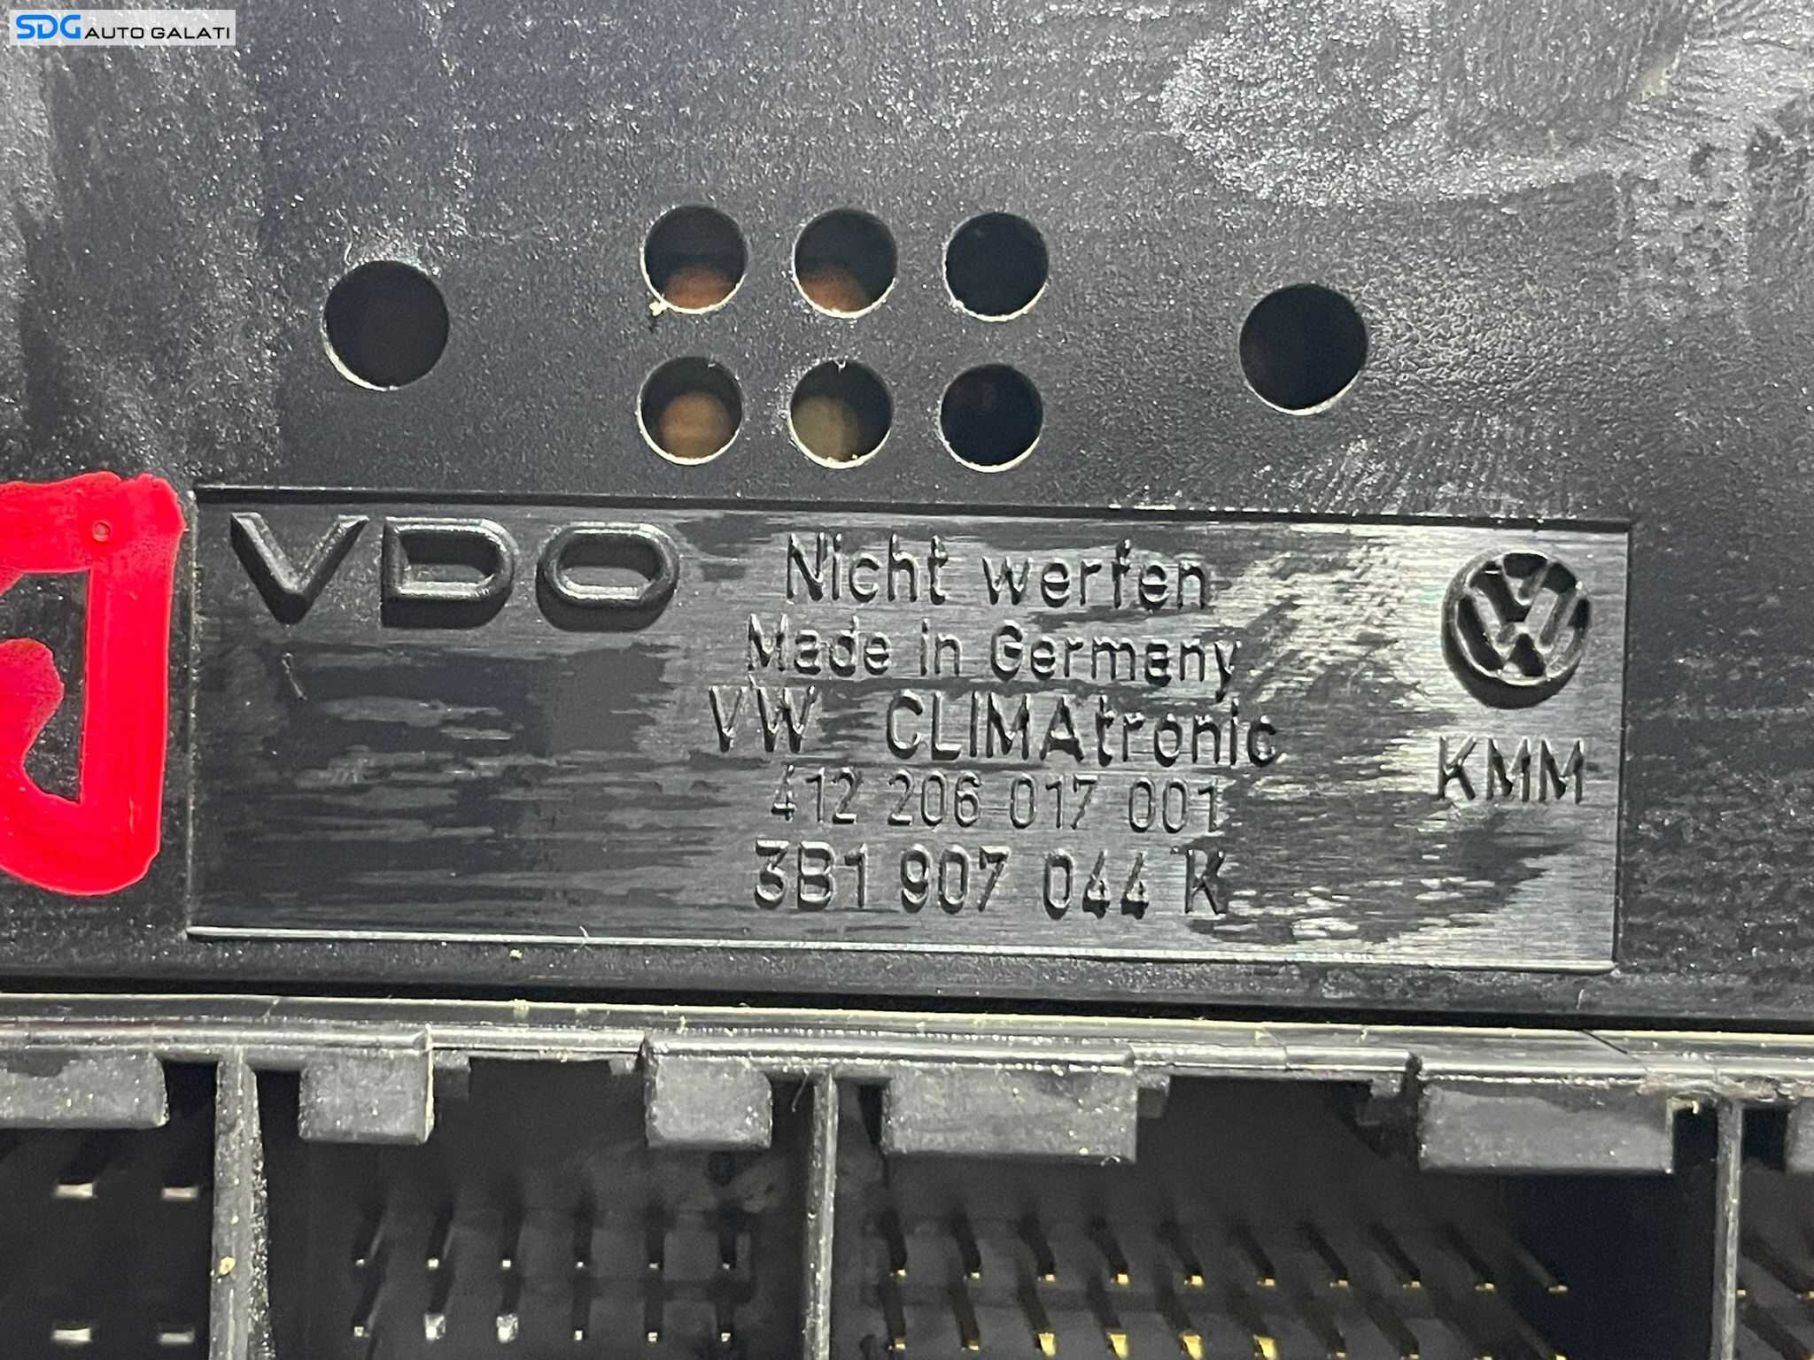 SDG AUTO GALATI
VDO
Nicht werfen
Made in Germany
VW CLIMAtronic
412 206 017 001
3B1 907 044 K
VW
KMM